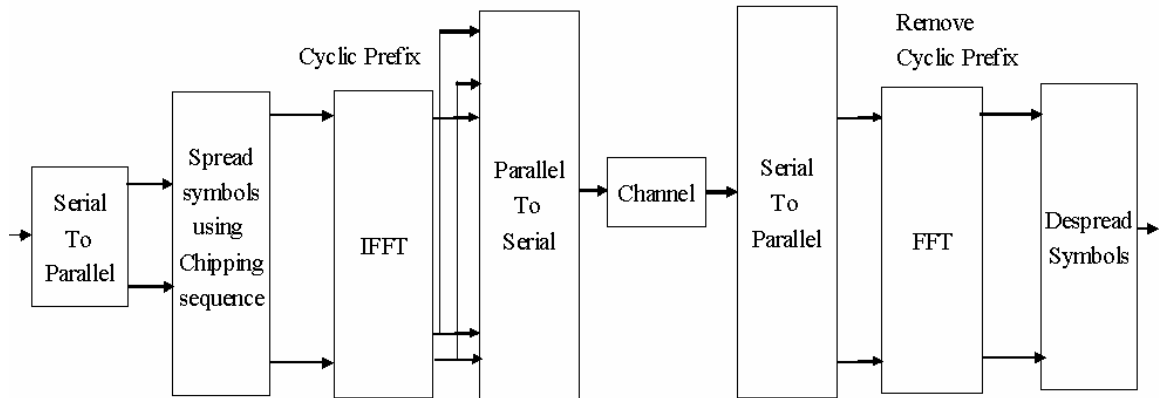 Serial
To
Parallel
Spread
symbols
using
Chipping
sequence
Cyclic Prefix
IFFT
Parallel
To
Serial
Channel
Serial
To
Parallel
Remove
Cyclic Prefix
FFT
Despread
Symbols